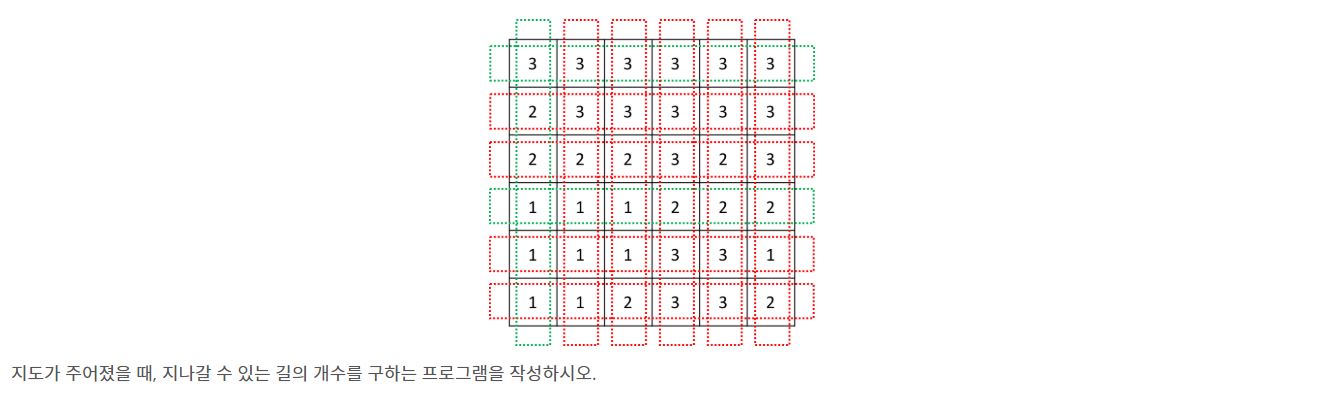 3 3 3 3 3 3
2 3 3 3 3 3
2 2 2 3 2 3
1 1 1 2 2 2
1 1 1 3 3 1
1 1 2 3 3 2
지도가 주어졌을 때, 지나갈 수 있는 길의 개수를 구하는 프로그램을 작성하시오.